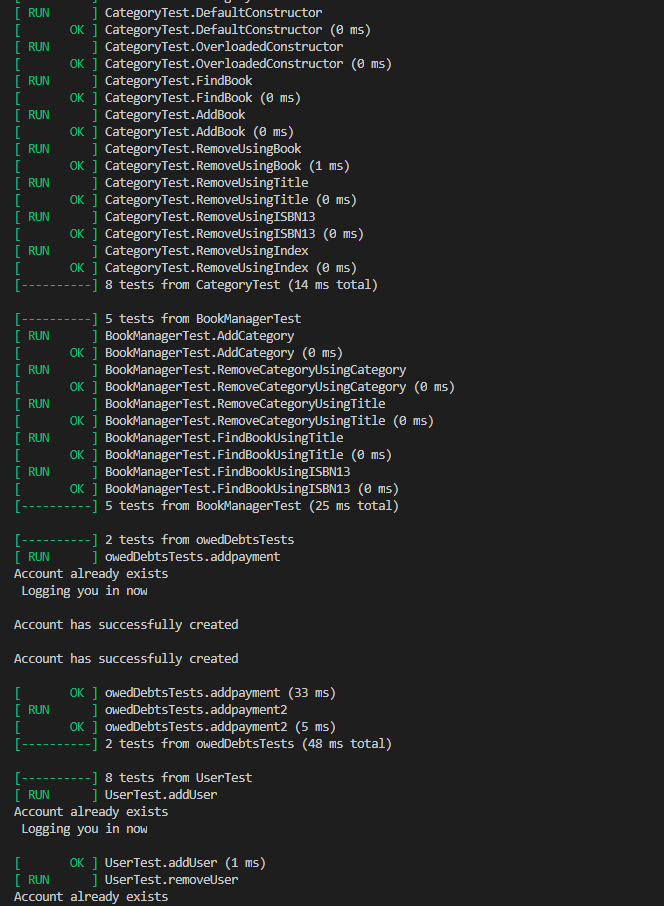 [ RUN      ] CategoryTest.DefaultConstructor
[       OK ] CategoryTest.DefaultConstructor (0 ms)
[ RUN      ] CategoryTest.OverloadedConstructor
[       OK ] CategoryTest.OverloadedConstructor (0 ms)
[ RUN      ] CategoryTest.FindBook
[       OK ] CategoryTest.FindBook (0 ms)
[ RUN      ] CategoryTest.AddBook
[       OK ] CategoryTest.AddBook (0 ms)
[ RUN      ] CategoryTest.RemoveUsingBook
[       OK ] CategoryTest.RemoveUsingBook (1 ms)
[ RUN      ] CategoryTest.RemoveUsingTitle
[       OK ] CategoryTest.RemoveUsingTitle (0 ms)
[ RUN      ] CategoryTest.RemoveUsingISBN13
[       OK ] CategoryTest.RemoveUsingISBN13 (0 ms)
[ RUN      ] CategoryTest.RemoveUsingIndex
[       OK ] CategoryTest.RemoveUsingIndex (0 ms)
[----------] 8 tests from CategoryTest (14 ms total)

[----------] 5 tests from BookManagerTest
[ RUN      ] BookManagerTest.AddCategory
[       OK ] BookManagerTest.AddCategory (0 ms)
[ RUN      ] BookManagerTest.RemoveCategoryUsingCategory
[       OK ] BookManagerTest.RemoveCategoryUsingCategory (0 ms)
[ RUN      ] BookManagerTest.RemoveCategoryUsingTitle
[       OK ] BookManagerTest.RemoveCategoryUsingTitle (0 ms)
[ RUN      ] BookManagerTest.FindBookUsingTitle
[       OK ] BookManagerTest.FindBookUsingTitle (0 ms)
[ RUN      ] BookManagerTest.FindBookUsingISBN13
[       OK ] BookManagerTest.FindBookUsingISBN13 (0 ms)
[----------] 5 tests from BookManagerTest (25 ms total)

[----------] 2 tests from owedDebtsTests
[ RUN      ] owedDebtsTests.addpayment
Account already exists
 Logging you in now

Account has successfully created

Account has successfully created

[       OK ] owedDebtsTests.addpayment (33 ms)
[ RUN      ] owedDebtsTests.addpayment2
[       OK ] owedDebtsTests.addpayment2 (5 ms)
[----------] 2 tests from owedDebtsTests (48 ms total)

[----------] 8 tests from UserTest
[ RUN      ] UserTest.addUser
Account already exists
 Logging you in now

[       OK ] UserTest.addUser (1 ms)
[ RUN      ] UserTest.removeUser
Account already exists